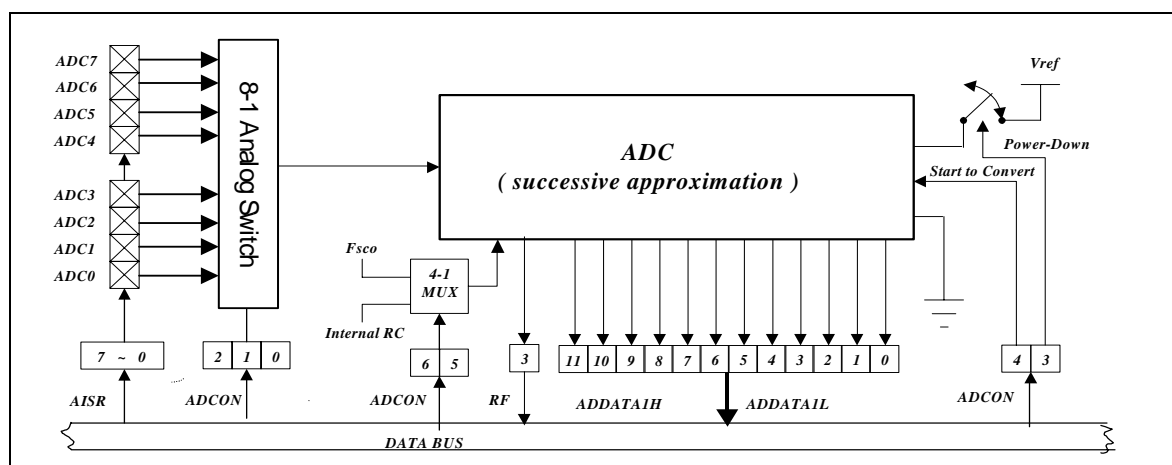 ADC7
ADC6
ADC5
ADC4
ADC3
ADC2
ADC1
ADC0
8-1 Analog Switch
ADC
( successive approximation )
Vref
Power-Down
Start to Convert
Fsco
4-1
MUX
Internal RC
7 ~ 0
2 1 0
6 5
3
11 10 9 8 7 6 5 4 3 2 1 0
4 3
AISR
ADCON
ADCON
RF
ADDATA1H
ADDATA1L
ADCON
DATA BUS